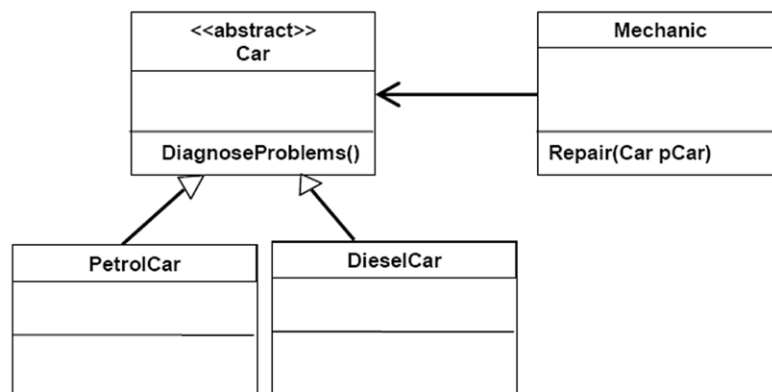 <<abstract>>
Car
DiagnoseProblems()
Mechanic
Repair(Car pCar)
PetrolCar
DieselCar